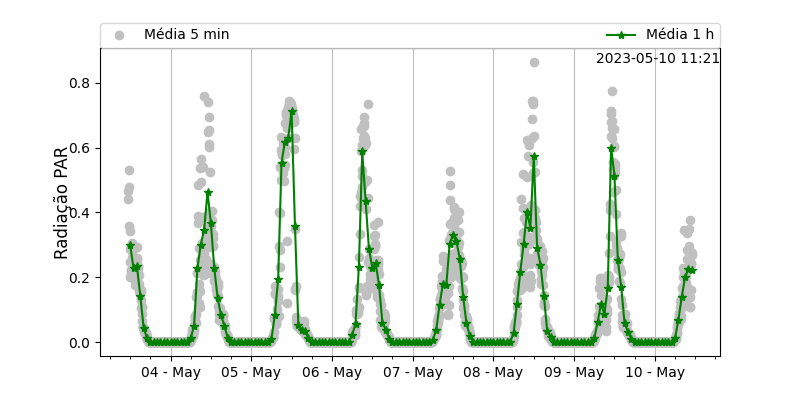 Média 5 min
Média 1 h
2023-05-10 11:21
Radiação PAR
0.8
0.6
0.4
0.2
0.0
04 - May
05 - May
06 - May
07 - May
08 - May
09 - May
10 - May